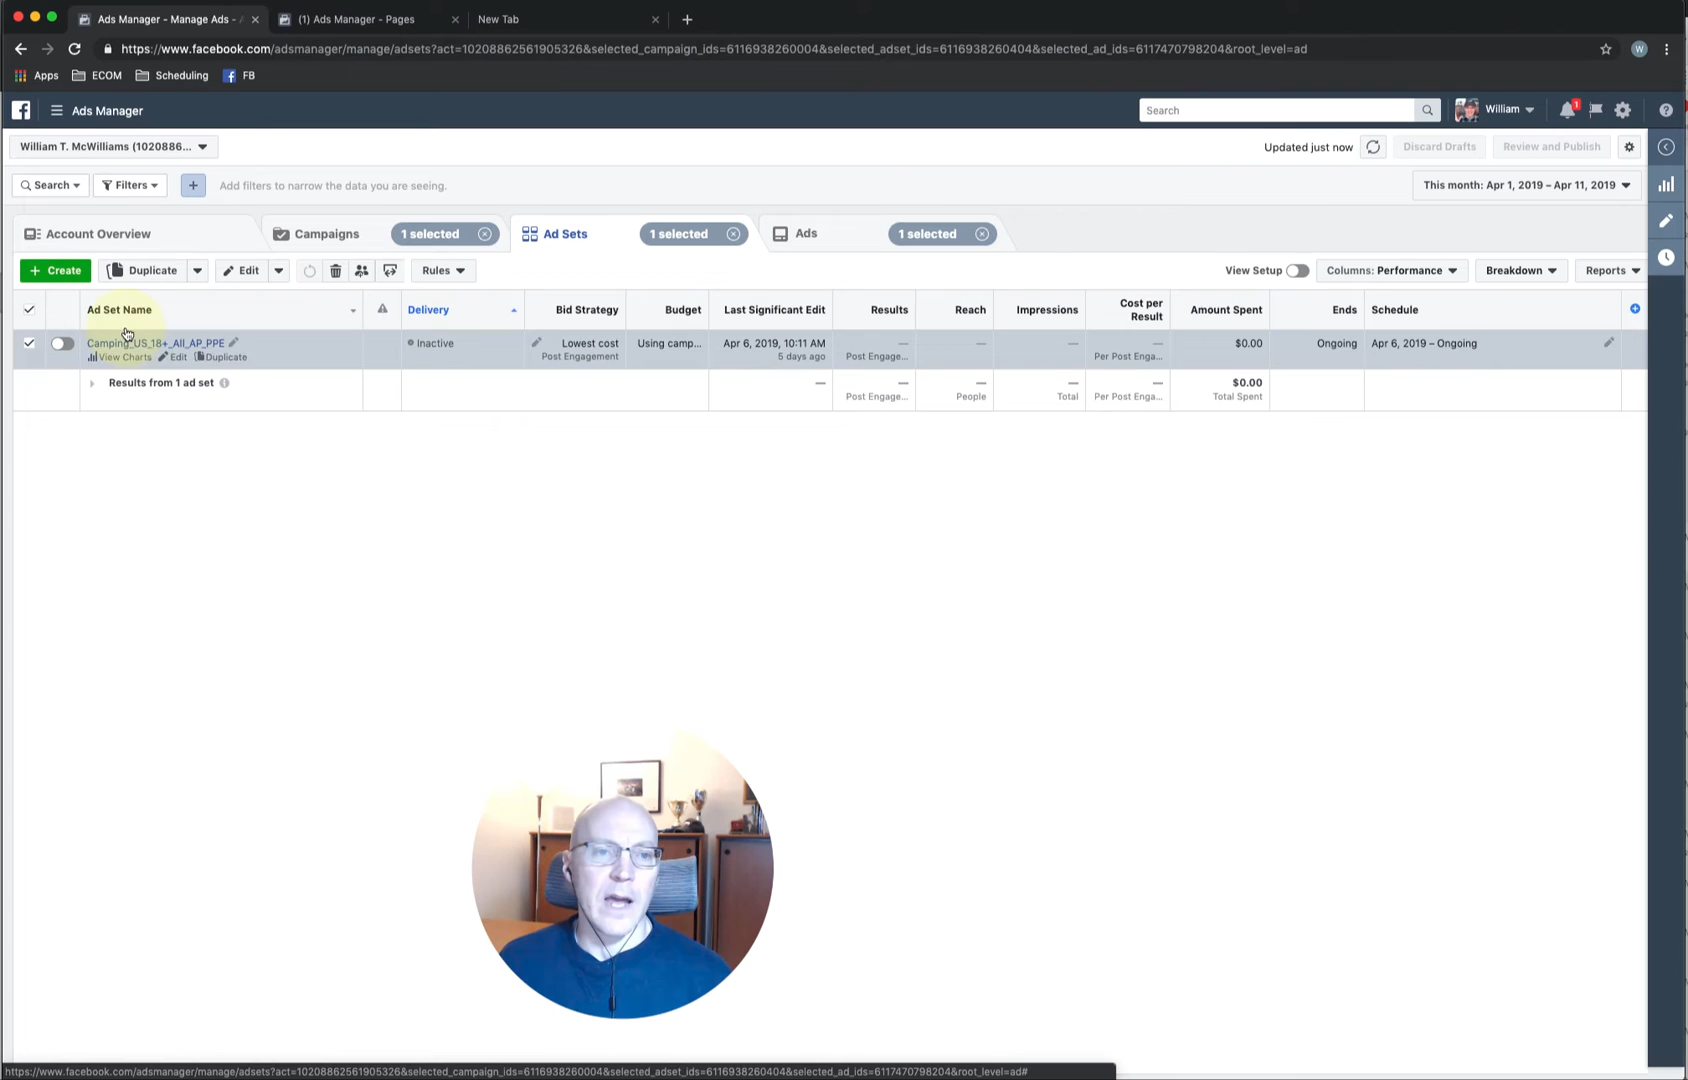 Ads Manager - Manage Ads -
(1) Ads Manager - Pages
New Tab
https://www.facebook.com/adsmanager/manage/adsets?act=10208862561905326&selected_campaign_ids=6116938260004&selected_adset_ids=6116938260404&selected_ad_ids=6117470798204&root_level=ad
W
Apps
ECOM
Scheduling
FB
Ads Manager
Search
William
1
William T. McWilliams (1020886...
Updated just now
Discard Drafts
Review and Publish
Search
Filters
+
Add filters to narrow the data you are seeing.
This month: Apr 1, 2019 – Apr 11, 2019
Account Overview
Campaigns
1 selected
Ad Sets
1 selected
Ads
1 selected
+ Create
Duplicate
Edit
Rules
View Setup
Columns: Performance
Breakdown
Reports
Ad Set Name
Delivery
Bid Strategy
Budget
Last Significant Edit
Results
Reach
Impressions
Cost per
Result
Amount Spent
Ends
Schedule
Camping_US_18+_All_AP_PPE
View Charts
Edit
Duplicate
Inactive
Lowest cost
Post Engagement
Using camp...
Apr 6, 2019, 10:11 AM
5 days ago
—
Post Engage...
—
—
—
Per Post Enga...
$0.00
Ongoing
Apr 6, 2019 – Ongoing
Results from 1 ad set
—
—
Post Engage...
—
People
—
Total
—
Per Post Enga...
$0.00
Total Spent
https://www.facebook.com/adsmanager/manage/adsets?act=10208862561905326&selected_campaign_ids=6116938260004&selected_adset_ids=6116938260404&selected_ad_ids=6117470798204&root_level=ad#